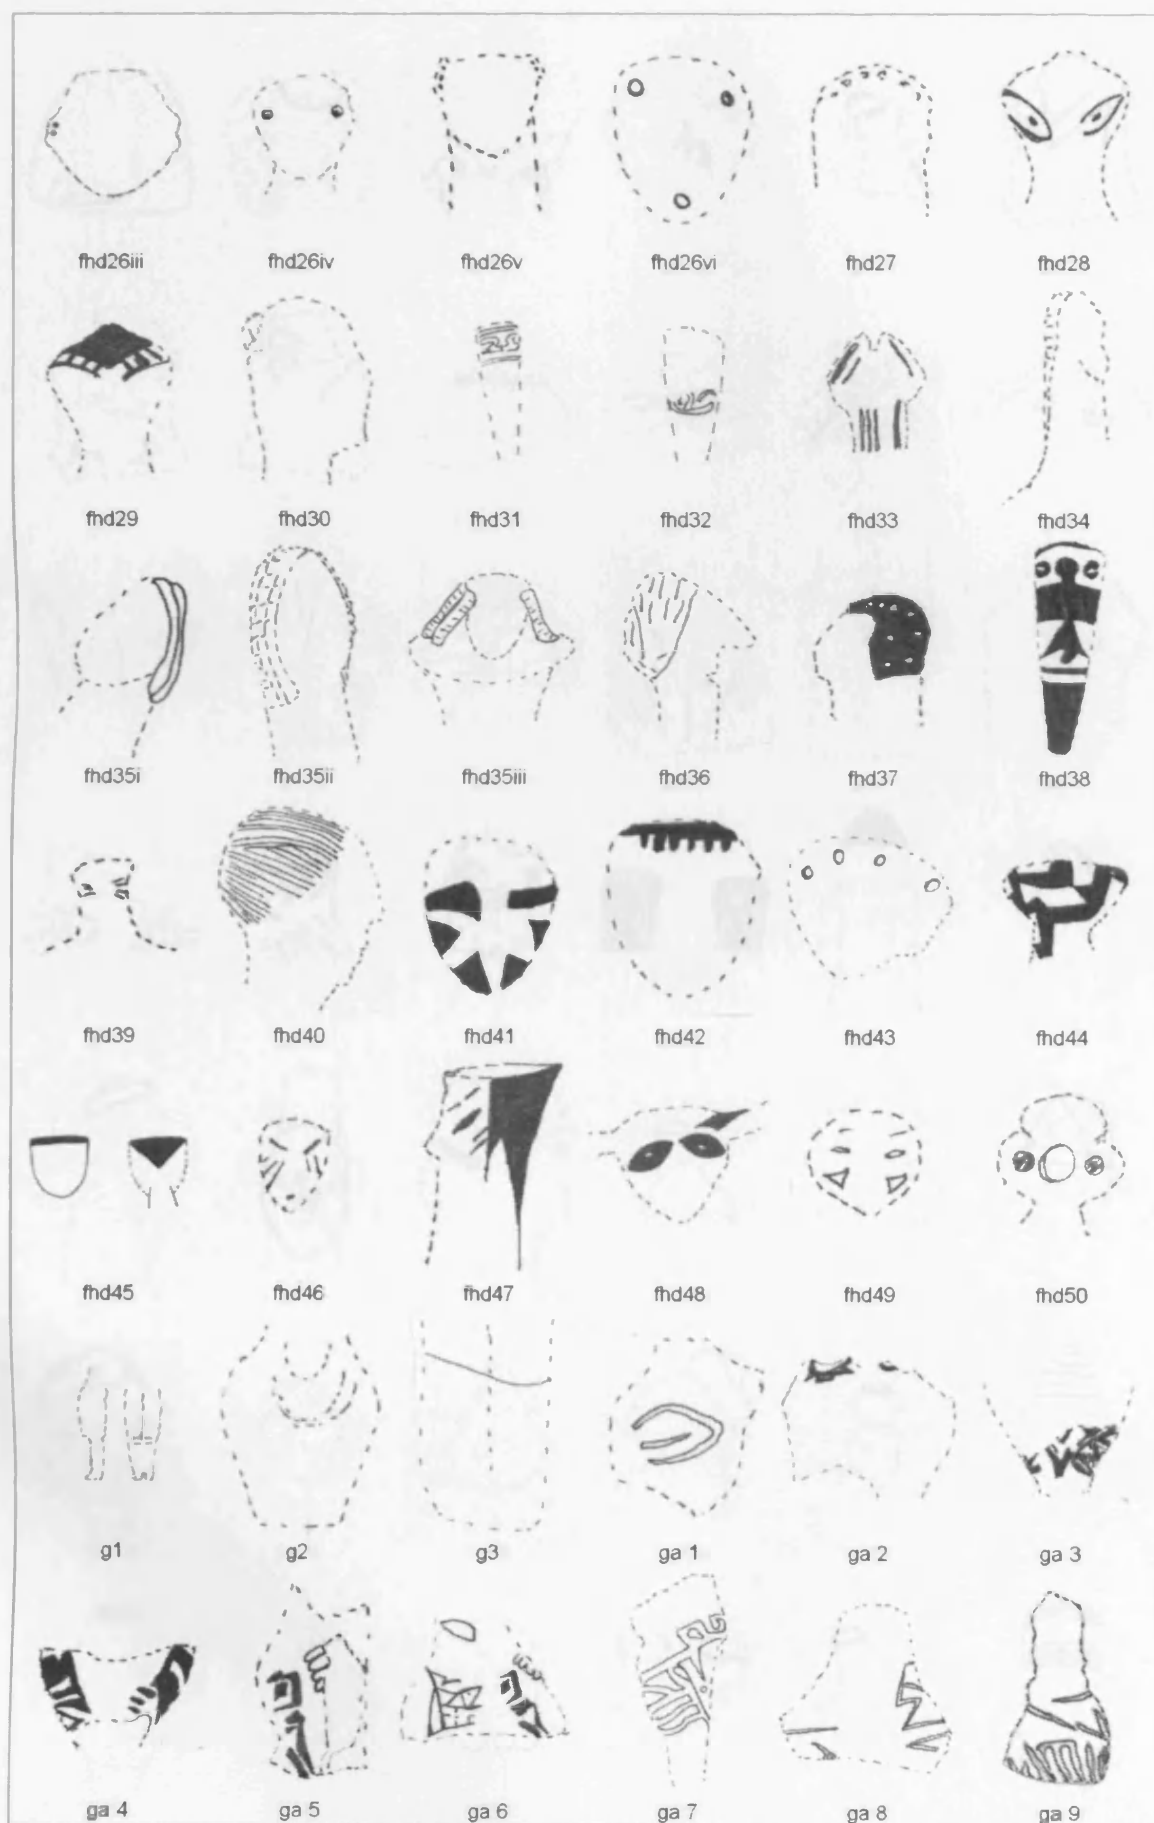 fhd26iii fhd26iv fhd26v fhd26vi fhd27 fhd28
fhd29 fhd30 fhd31 fhd32 fhd33 fhd34
fhd35i fhd35ii fhd35iii fhd36 fhd37 fhd38
fhd39 fhd40 fhd41 fhd42 fhd43 fhd44
fhd45 fhd46 fhd47 fhd48 fhd49 fhd50
g1 g2 g3 ga 1 ga 2 ga 3
ga 4 ga 5 ga 6 ga 7 ga 8 ga 9